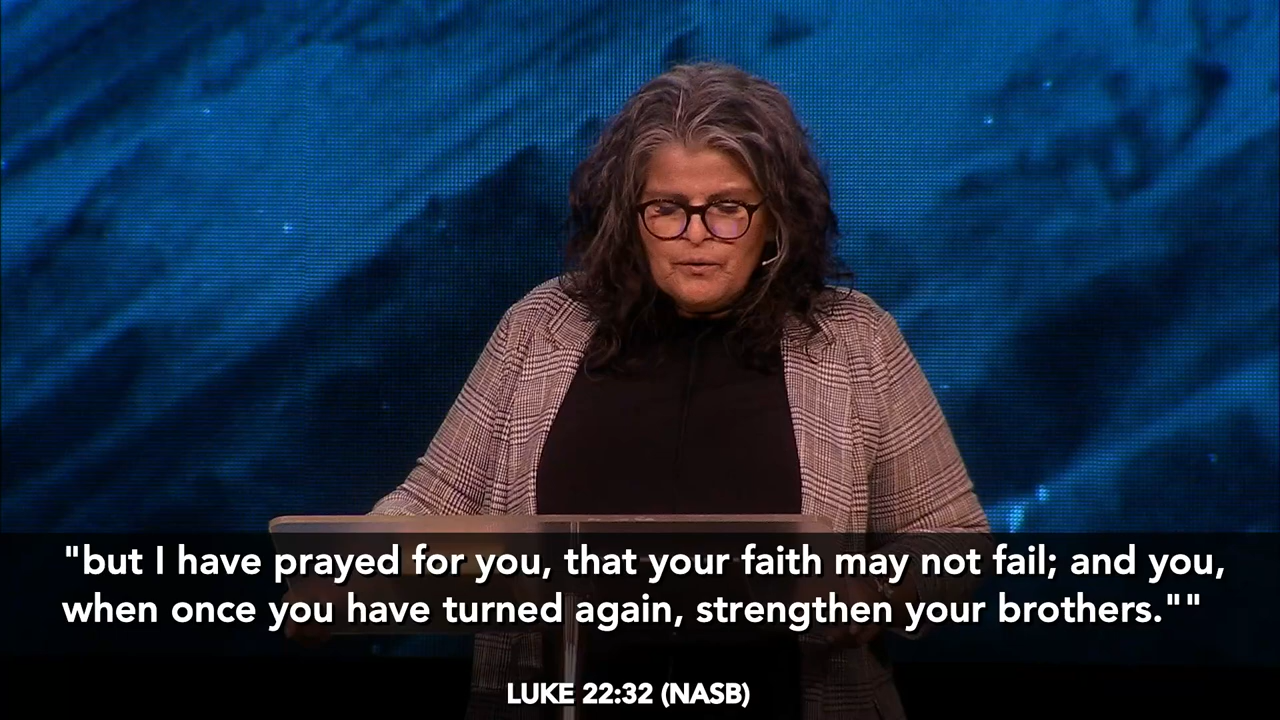 "but I have prayed for you, that your faith may not fail; and you,
when once you have turned again, strengthen your brothers.""
LUKE 22:32 (NASB)